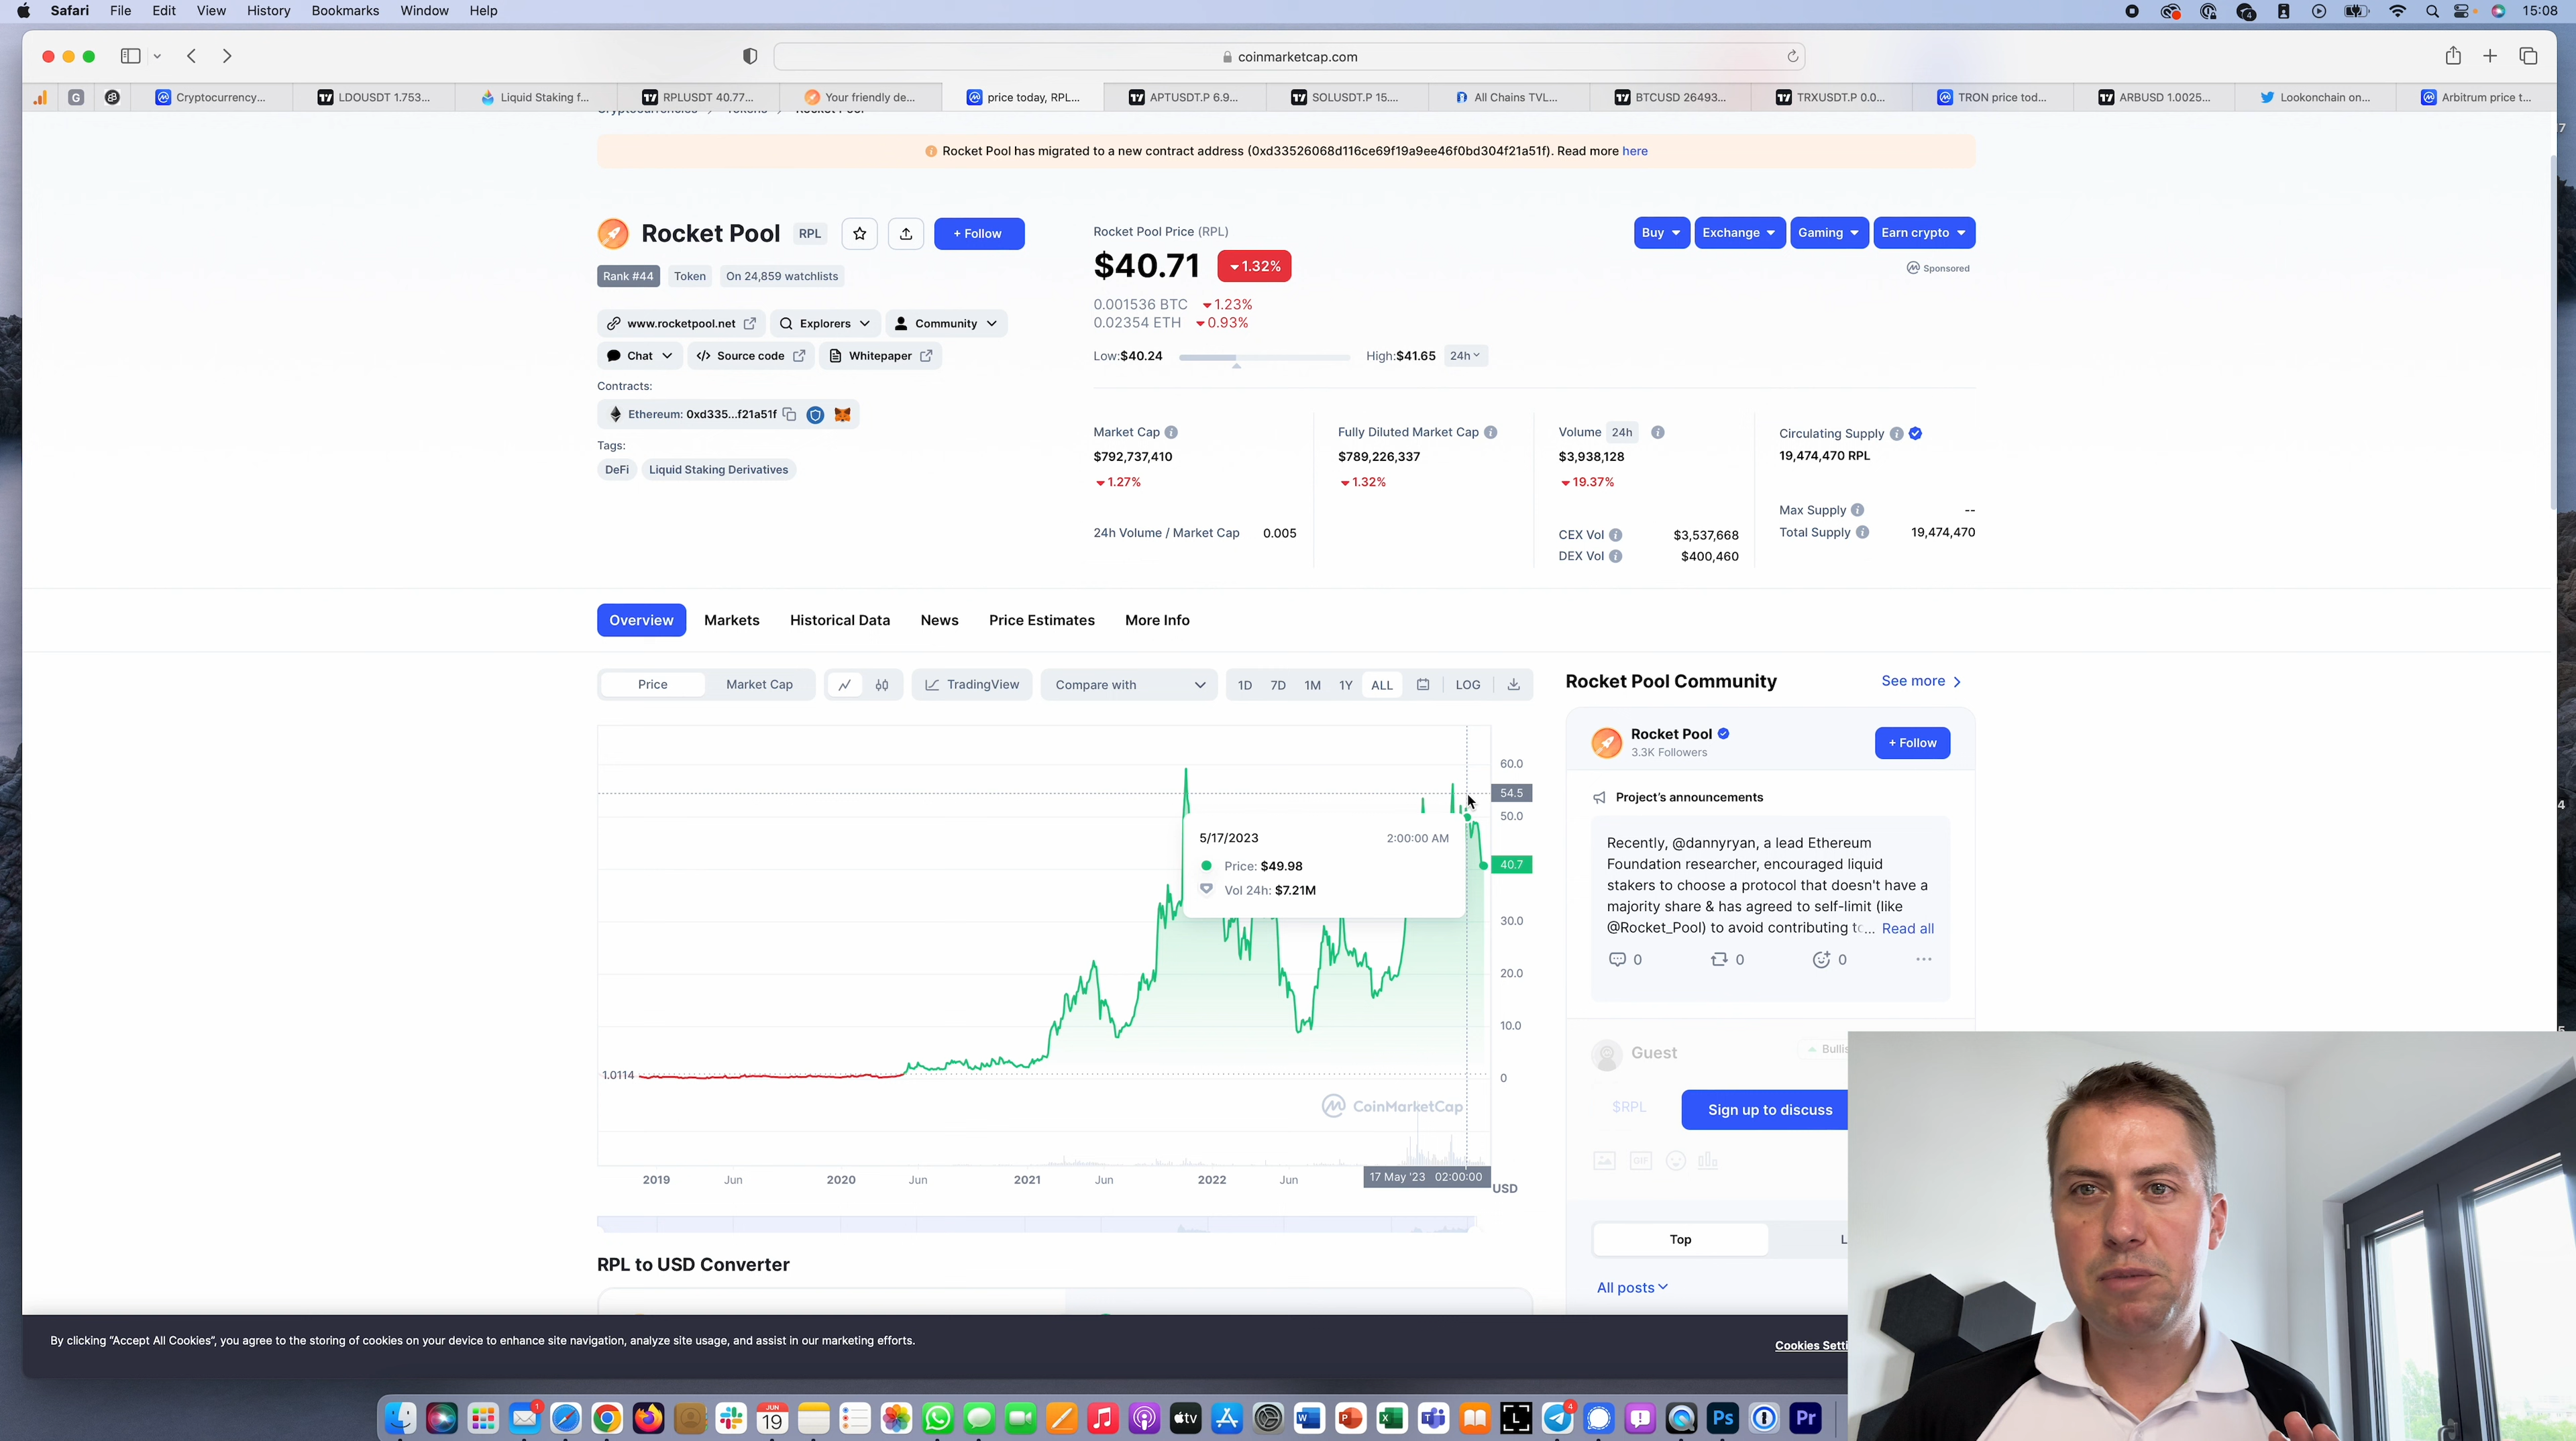 Safari File Edit View History Bookmarks Window Help
4
15:08
coinmarketcap.com
G
Cryptocurrency...
LDOUSDT 1.753...
Liquid Staking f...
RPLUSDT 40.77...
Your friendly de...
price today, RPL...
APTUSDT.P 6.9...
SOLUSDT.P 15....
All Chains TVL...
BTCUSD 26493...
TRXUSDT.P 0.0...
TRON price tod...
ARBUSD 1.0025...
Lookonchain on...
Arbitrum price t...
Cryptocurrencies Tokens Rocket Pool
Rocket Pool has migrated to a new contract address (0xd33526068d116ce69f19a9ee46f0bd304f21a51f). Read more here
Rocket Pool RPL + Follow
Rank #44 Token On 24,859 watchlists
www.rocketpool.net Explorers Community
Chat Source code Whitepaper
Contracts:
Ethereum: 0xd335...f21a51f
Tags:
DeFi Liquid Staking Derivatives
Rocket Pool Price (RPL)
$40.71 1.32%
0.001536 BTC 1.23%
0.02354 ETH 0.93%
Low:$40.24 High:$41.65 24h
Buy Exchange Gaming Earn crypto
Sponsored
Market Cap
$792,737,410
1.27%
24h Volume / Market Cap 0.005
Fully Diluted Market Cap
$789,226,337
1.32%
Volume 24h
$3,938,128
19.37%
CEX Vol $3,537,668
DEX Vol $400,460
Circulating Supply
19,474,470 RPL
Max Supply --
Total Supply 19,474,470
Overview Markets Historical Data News Price Estimates More Info
Price Market Cap TradingView Compare with 1D 7D 1M 1Y ALL LOG
60.0
54.5
50.0
40.7
30.0
20.0
10.0
0
5/17/2023 2:00:00 AM
Price: $49.98
Vol 24h: $7.21M
1.0114
CoinMarketCap
2019 Jun 2020 Jun 2021 Jun 2022 Jun
17 May '23 02:00:00
USD
RPL to USD Converter
Rocket Pool Community See more
Rocket Pool
3.3K Followers
+ Follow
Project's announcements
Recently, @dannyryan, a lead Ethereum
Foundation researcher, encouraged liquid
stakers to choose a protocol that doesn't have a
majority share & has agreed to self-limit (like
@Rocket_Pool) to avoid contributing to... Read all
0 0 0
Guest
Bullis
$RPL
Sign up to discuss
GIF
Top L
All posts
By clicking "Accept All Cookies", you agree to the storing of cookies on your device to enhance site navigation, analyze site usage, and assist in our marketing efforts.
Cookies Setti
1
JUN
19
tv
4
Ps
Pr